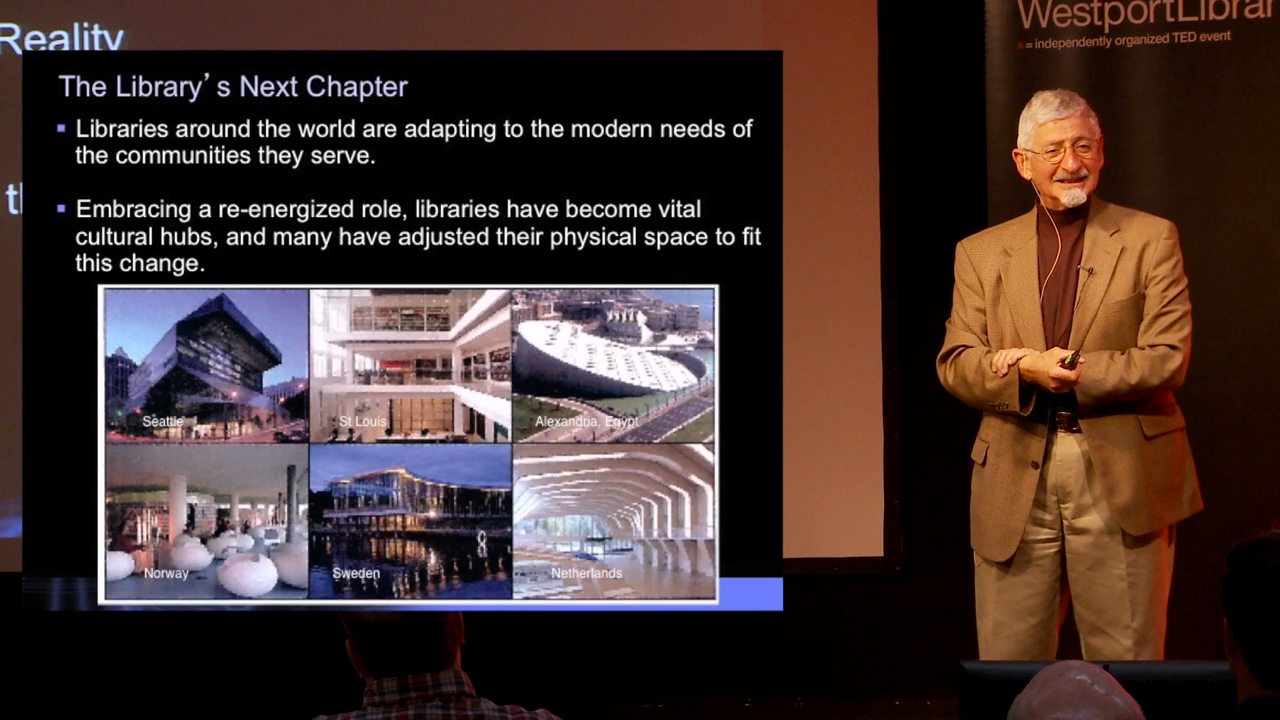 Reality
The Library's Next Chapter
▪ Libraries around the world are adapting to the modern needs of
the communities they serve.
▪ Embracing a re-energized role, libraries have become vital
cultural hubs, and many have adjusted their physical space to fit
this change.
Seattle
St Louis
Alexandria, Egypt
Norway
Sweden
Netherlands
WestportLibrar
x = independently organized TED event